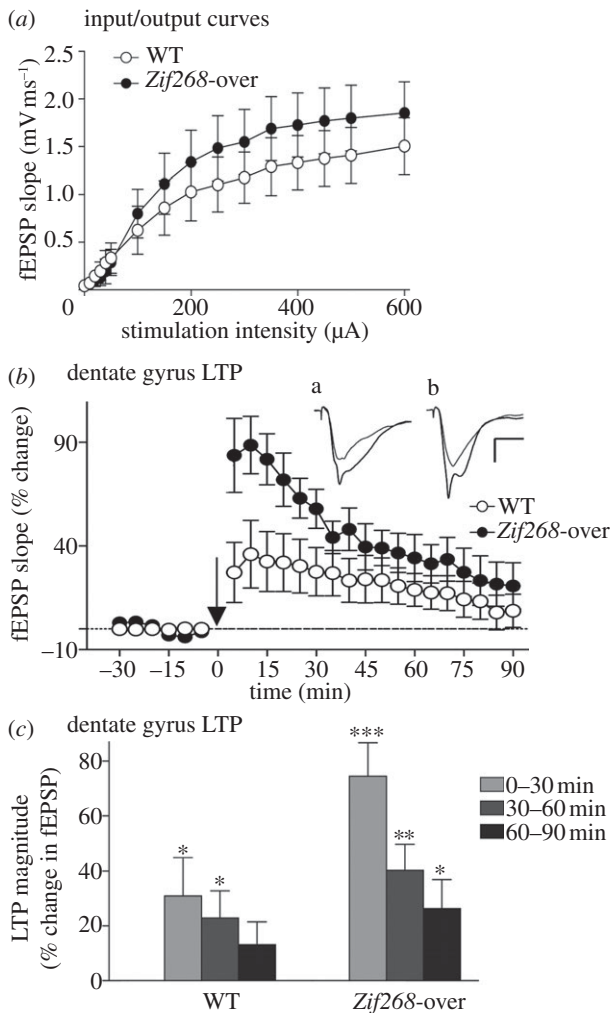 (a) input/output curves
WT
Zif268-over
fEPSP slope (mV ms⁻¹)
2.5
2.0
1.5
1.0
0.5
0 200 400 600
stimulation intensity (μA)
(b) dentate gyrus LTP
a b
fEPSP slope (% change)
90
40
–10
WT
Zif268-over
–30 –15 0 15 30 45 60 75 90
time (min)
(c) dentate gyrus LTP
LTP magnitude
(% change in fEPSP)
80
60
40
20
0
* * *** ** *
0–30 min
30–60 min
60–90 min
WT Zif268-over